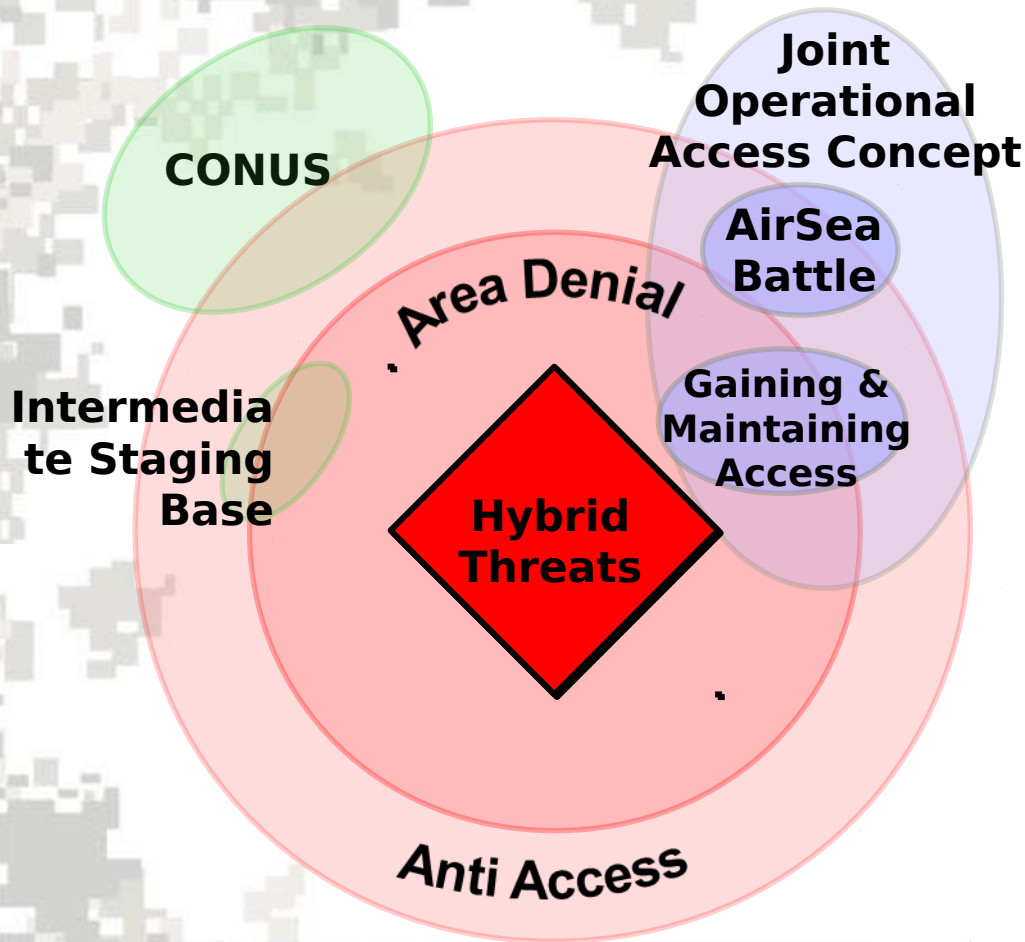 Joint
Operational
Access Concept
CONUS
AirSea
Battle
Area Denial
Gaining &
Maintaining
Access
Intermedia
te Staging
Base
Hybrid
Threats
Anti Access